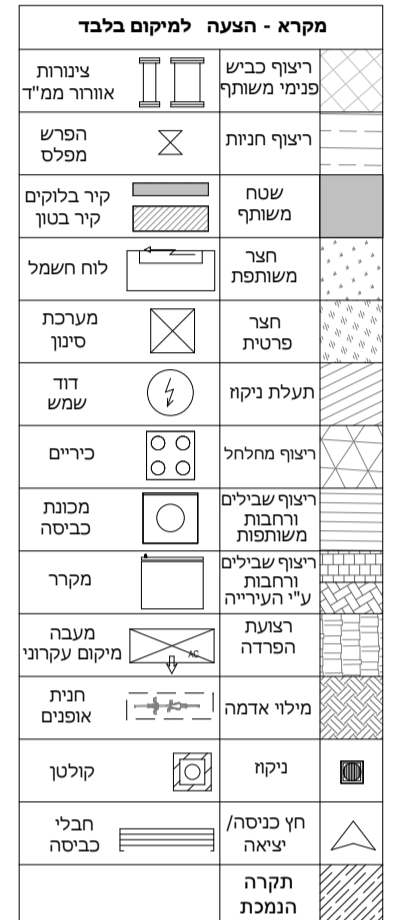 מקרא - הצעה למיקום בלבד
ריצוף כביש
פנימי משותף
צינורות
אוורור ממ"ד
ריצוף חניות
הפרש
מפלס
שטח
משותף
קיר בלוקים
קיר בטון
חצר
משותפת
לוח חשמל
חצר
פרטית
מערכת
סינון
תעלת ניקוז
דוד
שמש
ריצוף מחלחל
כיריים
ריצוף שבילים
ורחבות
משותפות
מכונת
כביסה
ריצוף שבילים
ורחבות
ע"י העירייה
מקרר
רצועת
הפרדה
מעבה
מיקום עקרוני
AC
מילוי אדמה
חנית
אופנים
ניקוז
קולטן
חץ כניסה/
יציאה
חבלי
כביסה
תקרה
הנמכת